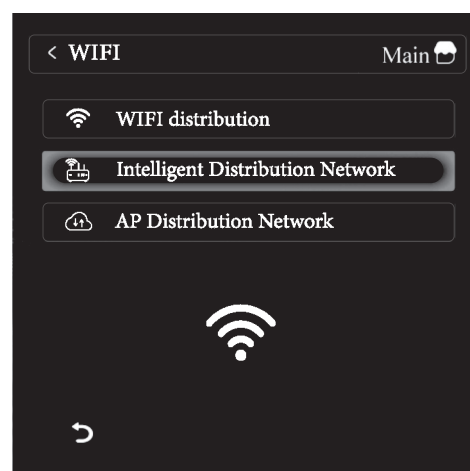 < WIFI
Main
WIFI distribution
Intelligent Distribution Network
AP Distribution Network